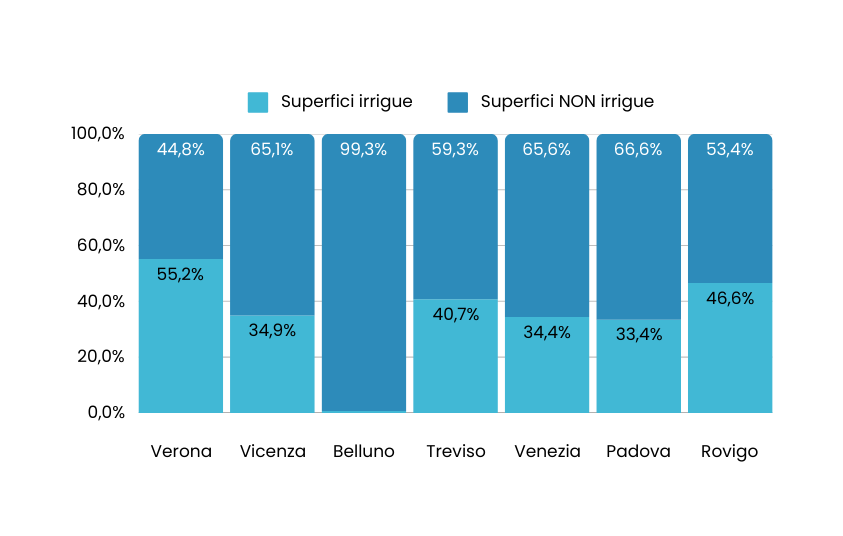 Superfici irrigue Superfici NON irrigue
100,0%
44,8% 65,1% 99,3% 59,3% 65,6% 66,6% 53,4%
80,0%
60,0%
55,2%
40,0%
46,6%
40,7%
34,9% 34,4% 33,4%
20,0%
0,0%
Verona Vicenza Belluno Treviso Venezia Padova Rovigo